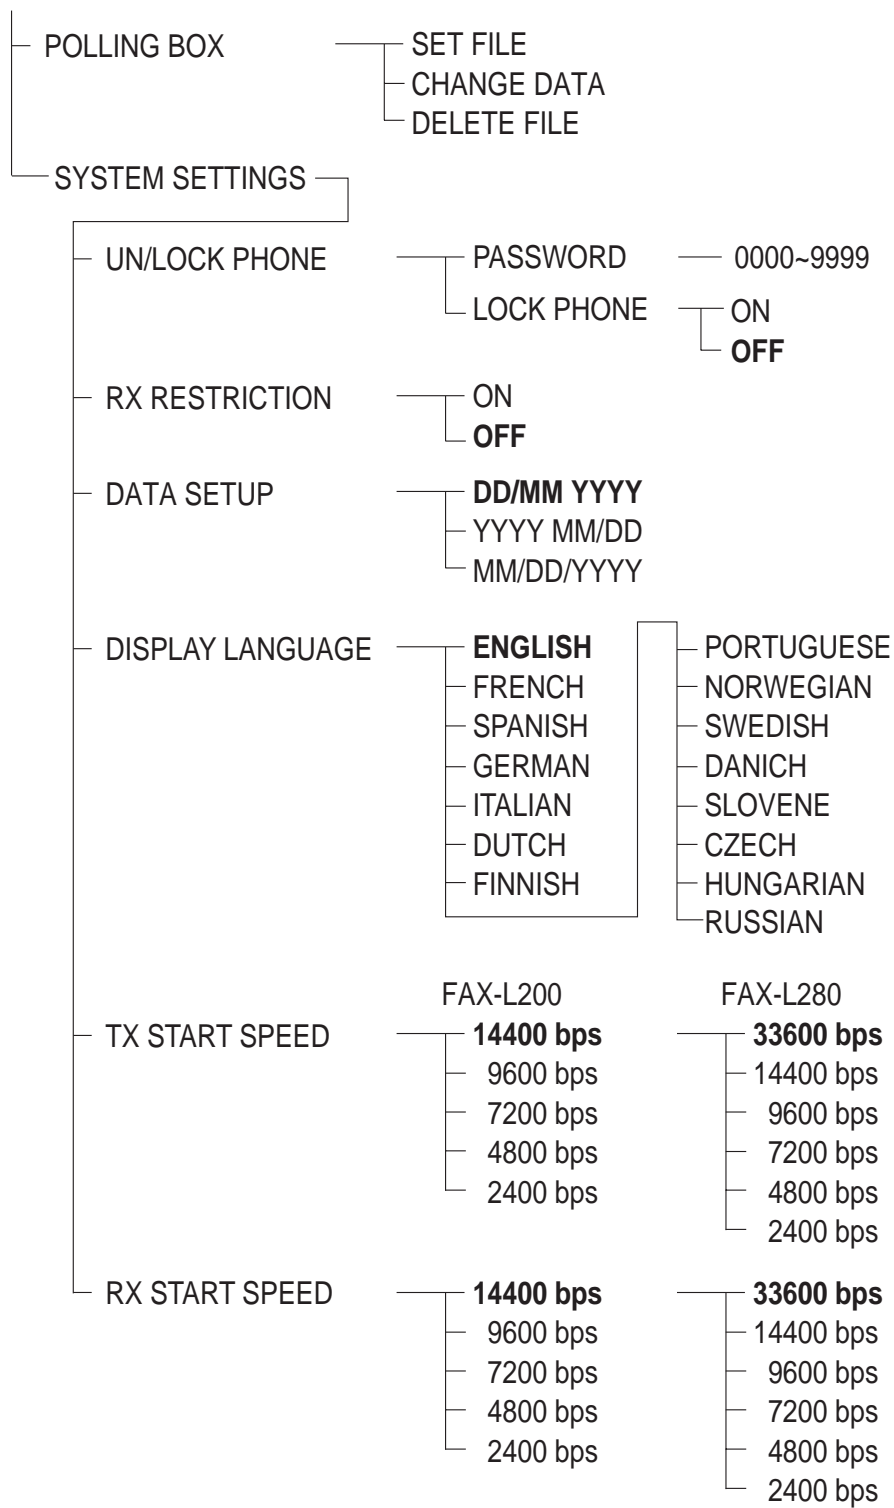 POLLING BOX SET FILE
CHANGE DATA
DELETE FILE
SYSTEM SETTINGS
UN/LOCK PHONE PASSWORD 0000~9999
LOCK PHONE ON
OFF
RX RESTRICTION ON
OFF
DATA SETUP DD/MM YYYY
YYYY MM/DD
MM/DD/YYYY
DISPLAY LANGUAGE ENGLISH PORTUGUESE
FRENCH NORWEGIAN
SPANISH SWEDISH
GERMAN DANICH
ITALIAN SLOVENE
DUTCH CZECH
FINNISH HUNGARIAN
RUSSIAN
FAX-L200 FAX-L280
TX START SPEED 14400 bps 33600 bps
9600 bps 14400 bps
7200 bps 9600 bps
4800 bps 7200 bps
2400 bps 4800 bps
2400 bps
RX START SPEED 14400 bps 33600 bps
9600 bps 14400 bps
7200 bps 9600 bps
4800 bps 7200 bps
2400 bps 4800 bps
2400 bps